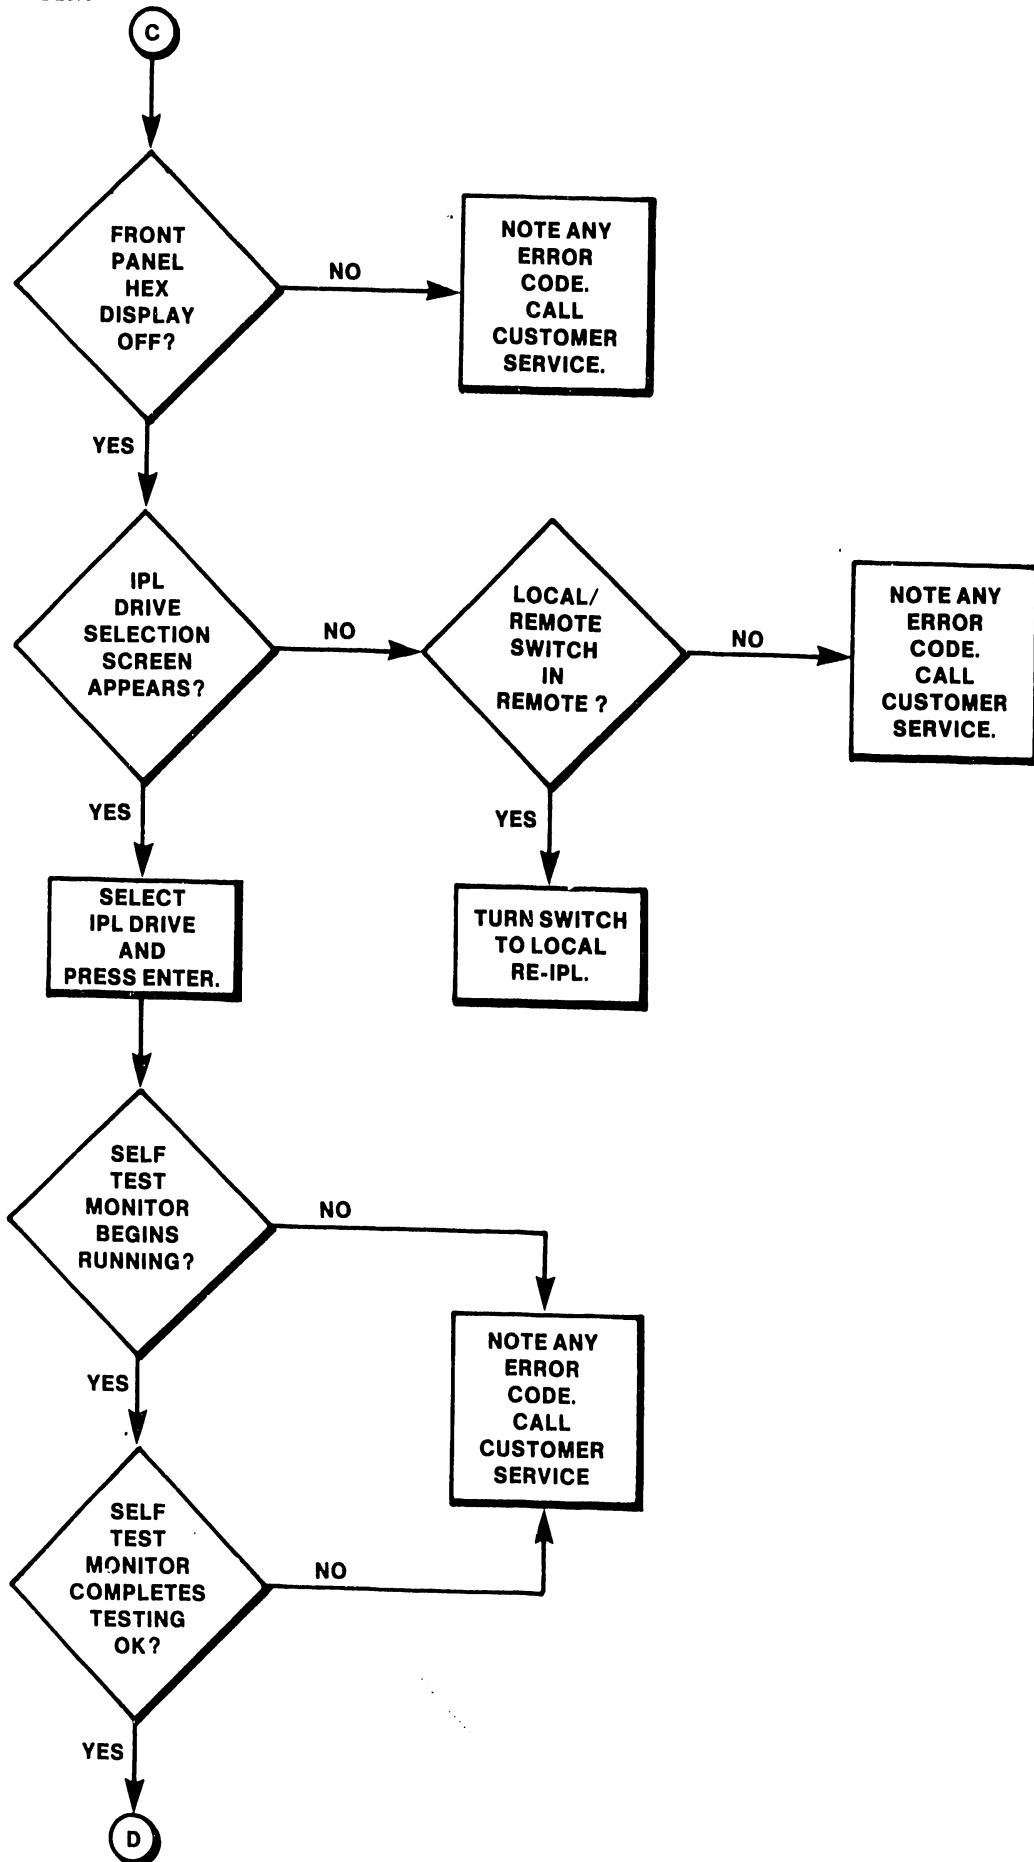 C
FRONT
PANEL
HEX
DISPLAY
OFF?
NO
NOTE ANY
ERROR
CODE.
CALL
CUSTOMER
SERVICE.
YES
IPL
DRIVE
SELECTION
SCREEN
APPEARS?
NO
LOCAL/
REMOTE
SWITCH
IN
REMOTE ?
NO
NOTE ANY
ERROR
CODE.
CALL
CUSTOMER
SERVICE.
YES
YES
SELECT
IPL DRIVE
AND
PRESS ENTER.
TURN SWITCH
TO LOCAL
RE-IPL.
SELF
TEST
MONITOR
BEGINS
RUNNING?
NO
NOTE ANY
ERROR
CODE.
CALL
CUSTOMER
SERVICE
YES
SELF
TEST
MONITOR
COMPLETES
TESTING
OK?
NO
YES
D